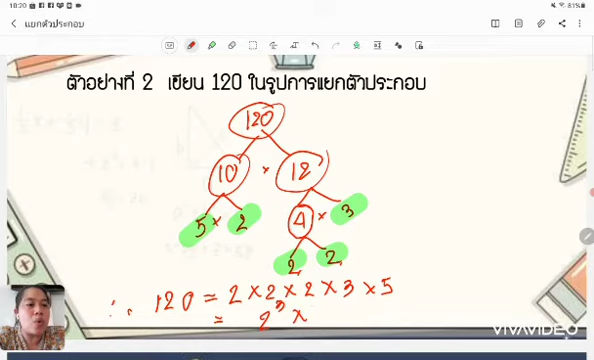 10:20
81%
แยกตัวประกอบ
ตัวอย่างที่ 2 เขียน 120 ในรูปการแยกตัวประกอบ
120
10 × 12
5 × 2 4 × 3
2 2
∴ 120 = 2 × 2 × 2 × 3 × 5
= 2³ ×
VIVAVIDEO